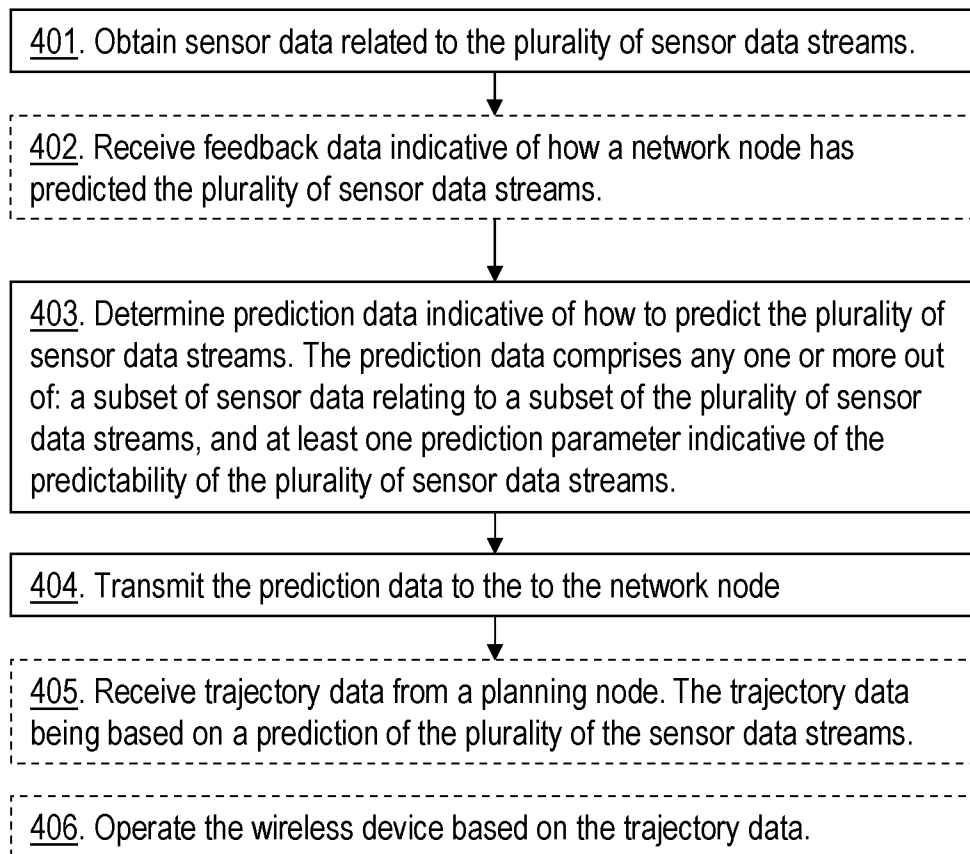 401. Obtain sensor data related to the plurality of sensor data streams.
402. Receive feedback data indicative of how a network node has
predicted the plurality of sensor data streams.
403. Determine prediction data indicative of how to predict the plurality of
sensor data streams. The prediction data comprises any one or more out
of: a subset of sensor data relating to a subset of the plurality of sensor
data streams, and at least one prediction parameter indicative of the
predictability of the plurality of sensor data streams.
404. Transmit the prediction data to the to the network node
405. Receive trajectory data from a planning node. The trajectory data
being based on a prediction of the plurality of the sensor data streams.
406. Operate the wireless device based on the trajectory data.